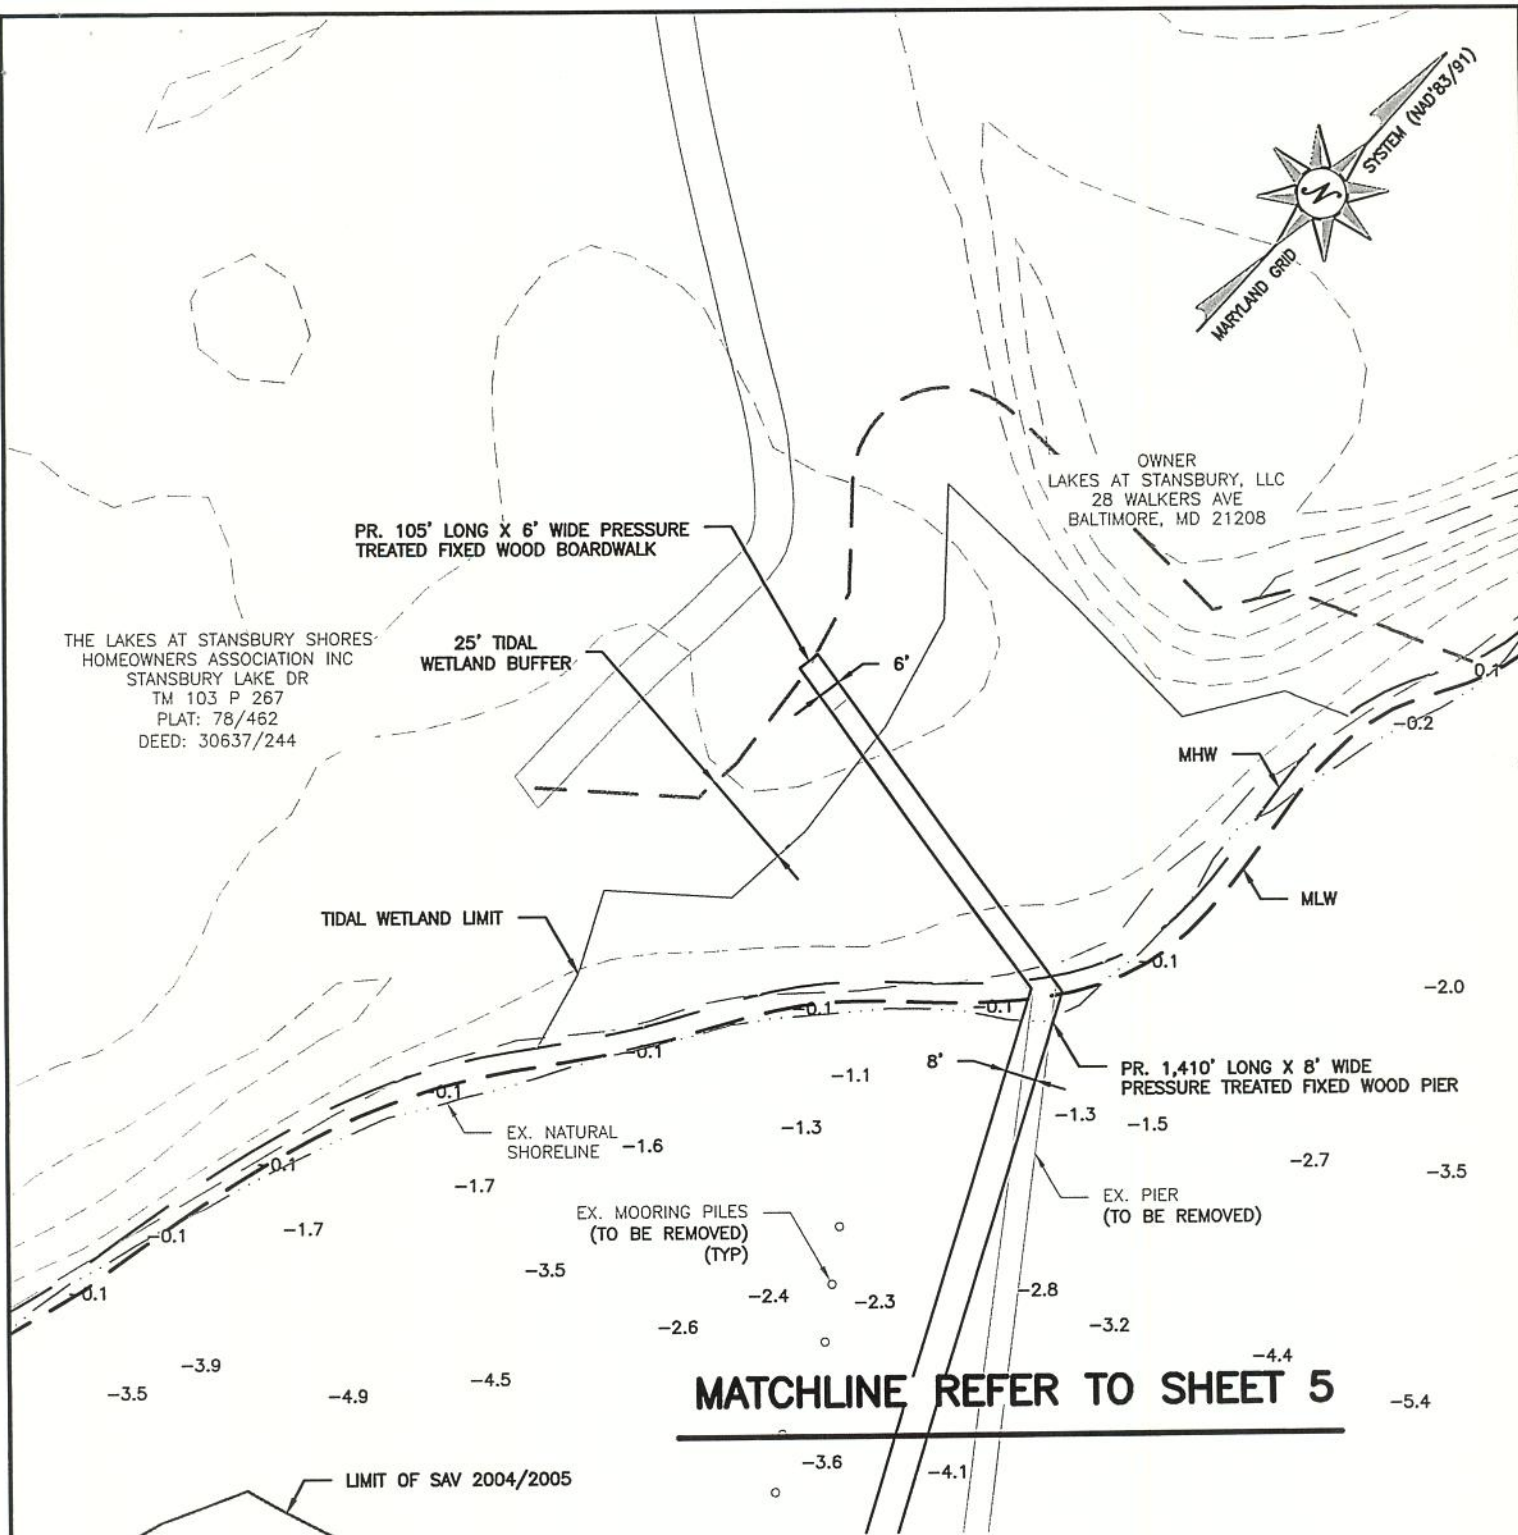 SYSTEM (NAD'83/91)
N
MARYLAND GRID
OWNER
LAKES AT STANSBURY, LLC
28 WALKERS AVE
BALTIMORE, MD 21208
PR. 105' LONG X 6' WIDE PRESSURE
TREATED FIXED WOOD BOARDWALK
THE LAKES AT STANSBURY SHORES
HOMEOWNERS ASSOCIATION INC
STANSBURY LAKE DR
TM 103 P 267
PLAT: 78/462
DEED: 30637/244
25' TIDAL
WETLAND BUFFER
6'
0.1
-0.2
MHW
MLW
TIDAL WETLAND LIMIT
-0.1
-2.0
-0.1
-0.1
-0.1
-1.1
8'
PR. 1,410' LONG X 8' WIDE
PRESSURE TREATED FIXED WOOD PIER
-0.1
-1.3
-1.5
-1.3
EX. NATURAL
SHORELINE
-1.6
-2.7
-3.5
-0.1
-1.7
EX. PIER
(TO BE REMOVED)
EX. MOORING PILES
(TO BE REMOVED)
(TYP)
-1.7
-0.1
-3.5
-0.1
-2.4
-2.3
-2.8
-2.6
-3.2
-4.4
-3.9
-3.5
-4.9
-4.5
MATCHLINE REFER TO SHEET 5
-5.4
-3.6
-4.1
LIMIT OF SAV 2004/2005